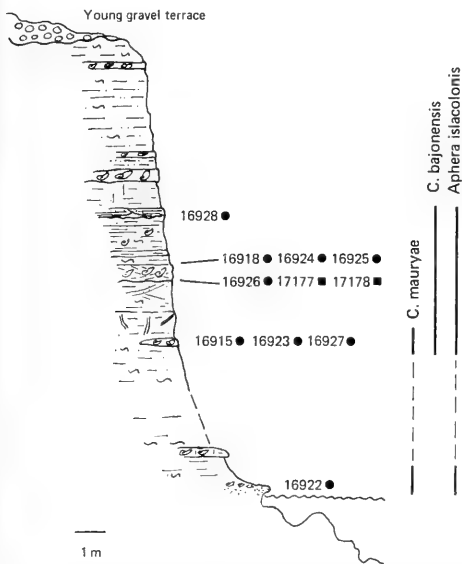 Young gravel terrace
16928 ●
16918 ● 16924 ● 16925 ●
16926 ● 17177 ■ 17178 ■
16915 ● 16923 ● 16927 ●
16922 ●
1 m
C. mauryae
C. bajonensis
Aphera islacolonis